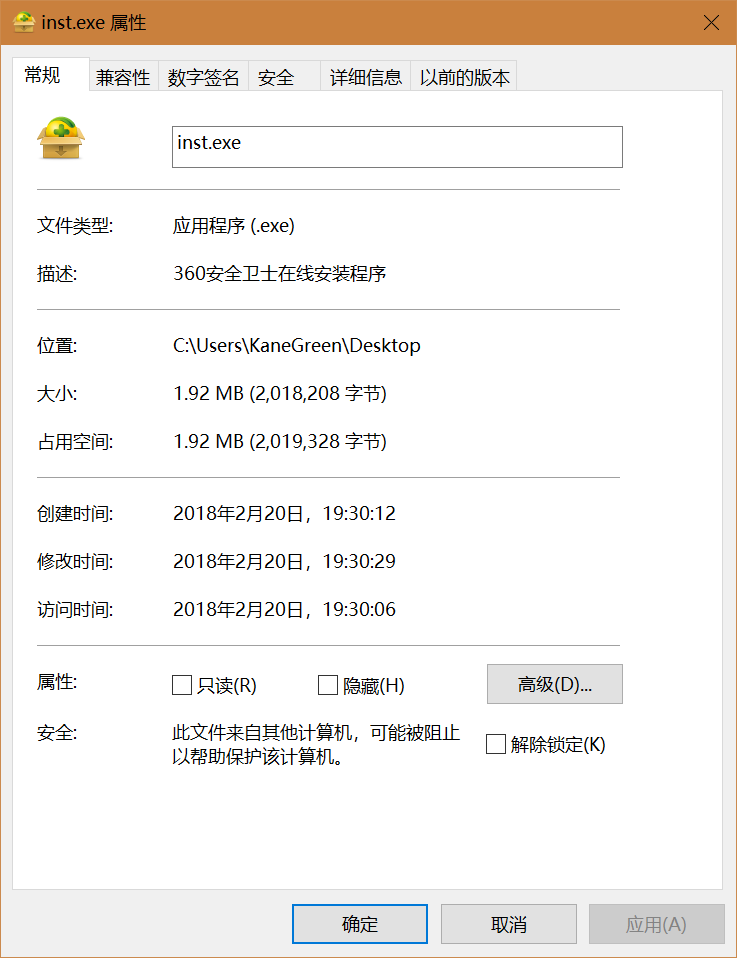 inst.exe 属性
常规 兼容性 数字签名 安全 详细信息 以前的版本
inst.exe
文件类型: 应用程序 (.exe)
描述: 360安全卫士在线安装程序
位置: C:\Users\KaneGreen\Desktop
大小: 1.92 MB (2,018,208 字节)
占用空间: 1.92 MB (2,019,328 字节)
创建时间: 2018年2月20日，19:30:12
修改时间: 2018年2月20日，19:30:29
访问时间: 2018年2月20日，19:30:06
属性: 只读(R) 隐藏(H) 高级(D)...
安全: 此文件来自其他计算机，可能被阻止
以帮助保护该计算机。 解除锁定(K)
确定 取消 应用(A)